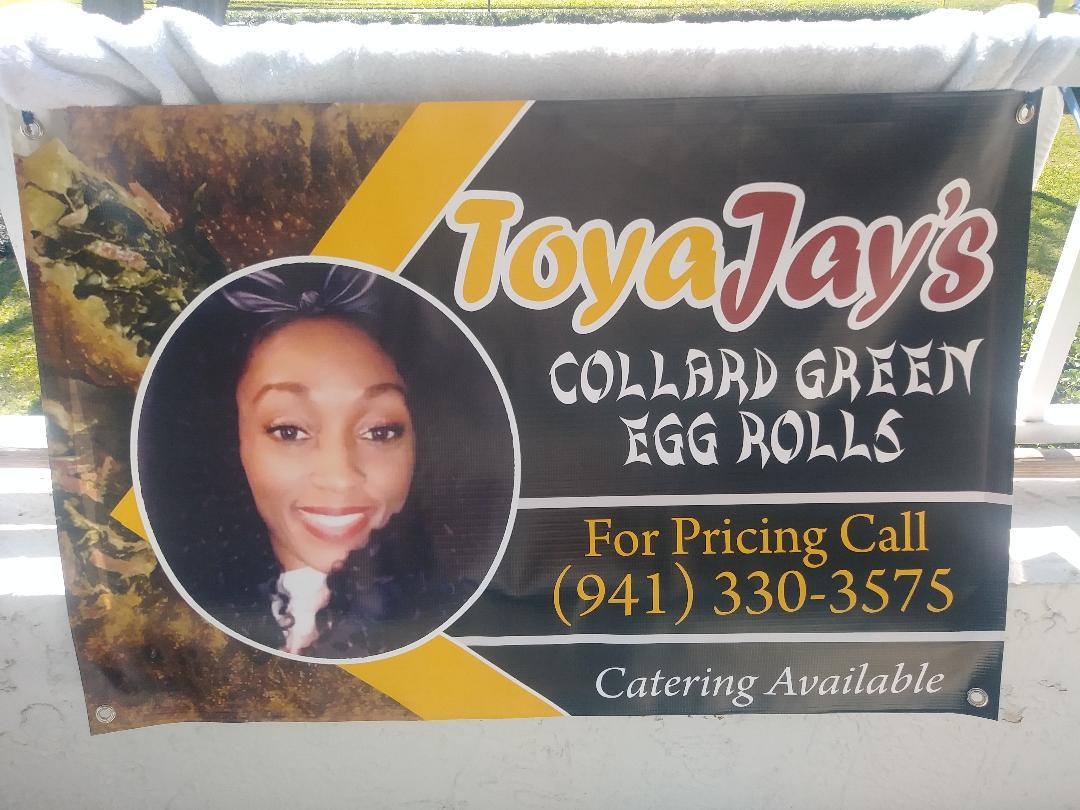 ToyaJay's
COLLARD GREEN
EGG ROLLS
For Pricing Call
(941) 330-3575
Catering Available